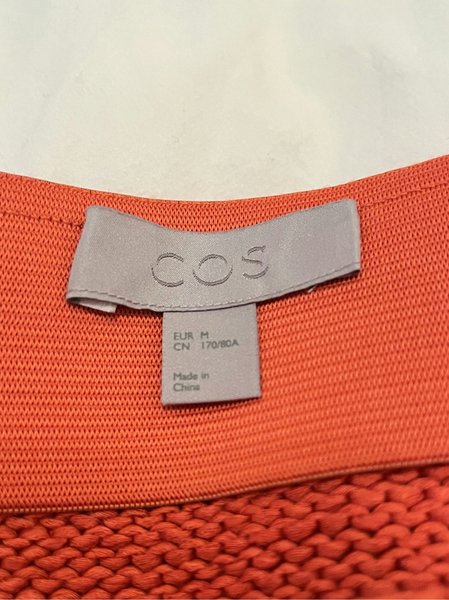 COS
EUR M
CN 170/80A
Made in
China